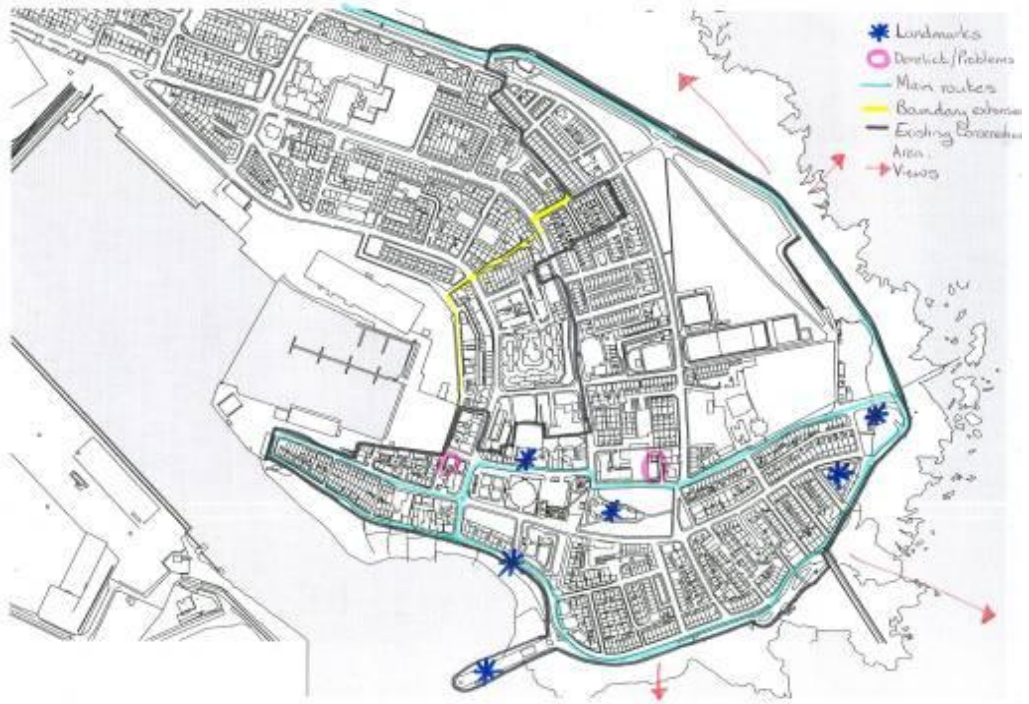 Landmarks
Derelict/Problems
Main routes
Boundary extension
Existing Conservation
Area.
Views